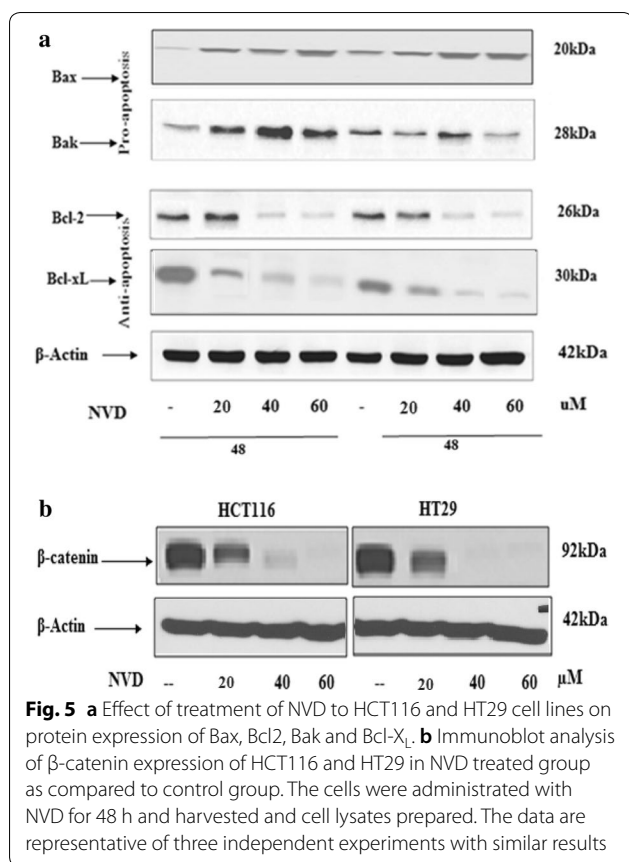 a
Bax
20kDa
Pro-apoptosis
Bak
28kDa
Bcl-2
26kDa
Anti-apoptosis
Bcl-xL
30kDa
β-Actin
42kDa
NVD - 20 40 60 - 20 40 60 uM
48 48
b
HCT116 HT29
β-catenin
92kDa
β-Actin
42kDa
NVD -- 20 40 60 -- 20 40 60 µM
Fig. 5 a Effect of treatment of NVD to HCT116 and HT29 cell lines on
protein expression of Bax, Bcl2, Bak and Bcl-XL. b Immunoblot analysis
of β-catenin expression of HCT116 and HT29 in NVD treated group
as compared to control group. The cells were administrated with
NVD for 48 h and harvested and cell lysates prepared. The data are
representative of three independent experiments with similar results